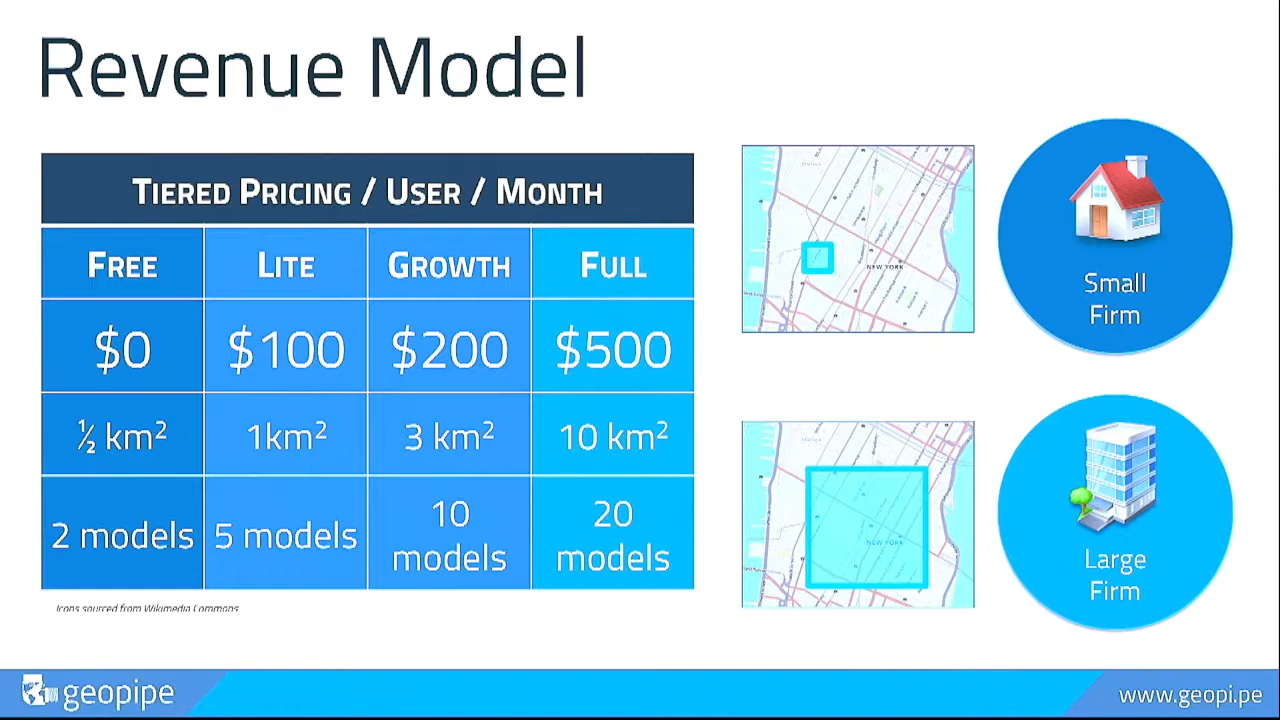 Revenue Model
TIERED PRICING / USER / MONTH
FREE
LITE
GROWTH
FULL
$0
$100
$200
$500
½ km²
1km²
3 km²
10 km²
2 models
5 models
10
models
20
models
Icons sourced from Wikimedia Commons
NEW YORK
Small
Firm
NEW YORK
Large
Firm
geopipe
www.geopi.pe